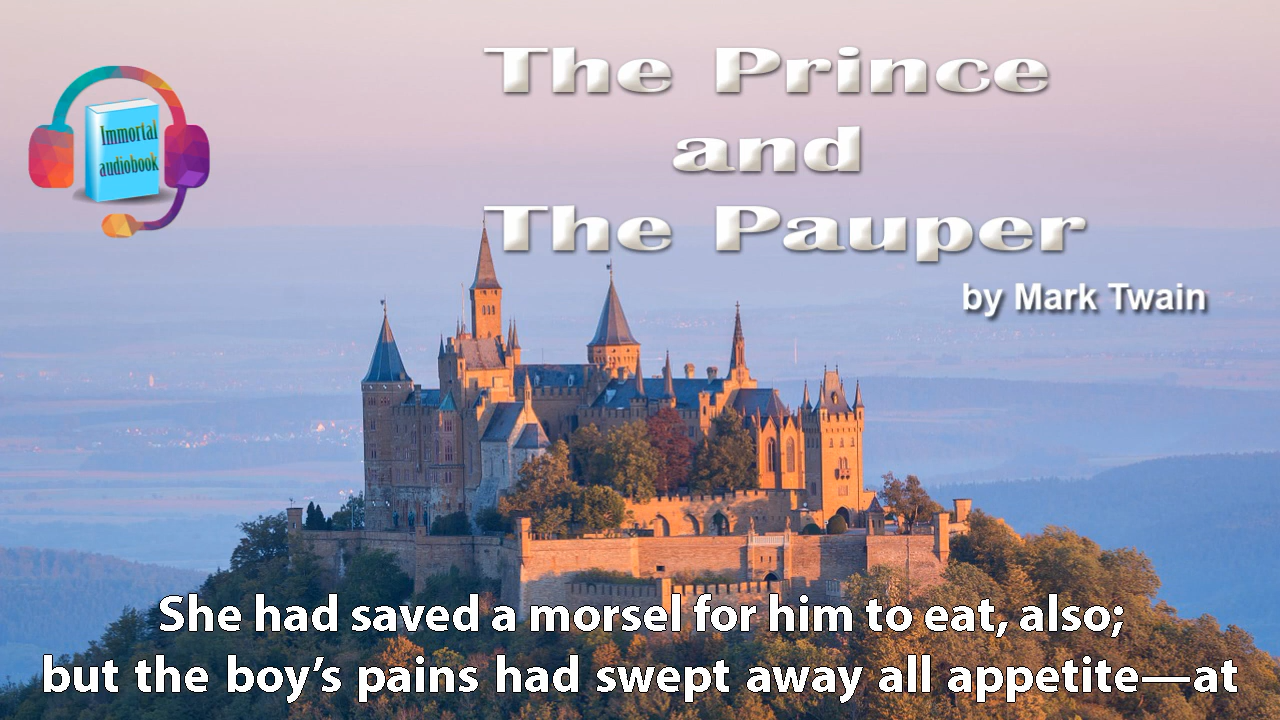 Immortal
audiobook
The Prince
and
The Pauper
by Mark Twain
She had saved a morsel for him to eat, also;
but the boy’s pains had swept away all appetite—at